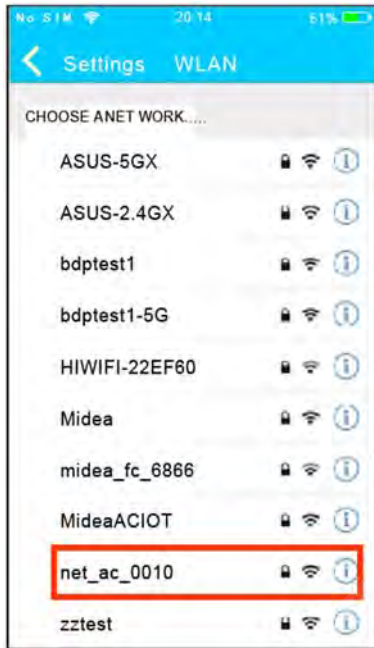 No SIM 20:14 61%
Settings WLAN
CHOOSE ANET WORK.....
ASUS-5GX
ASUS-2.4GX
bdptest1
bdptest1-5G
HIWIFI-22EF60
Midea
midea_fc_6866
MideaACIOT
net_ac_0010
zztest